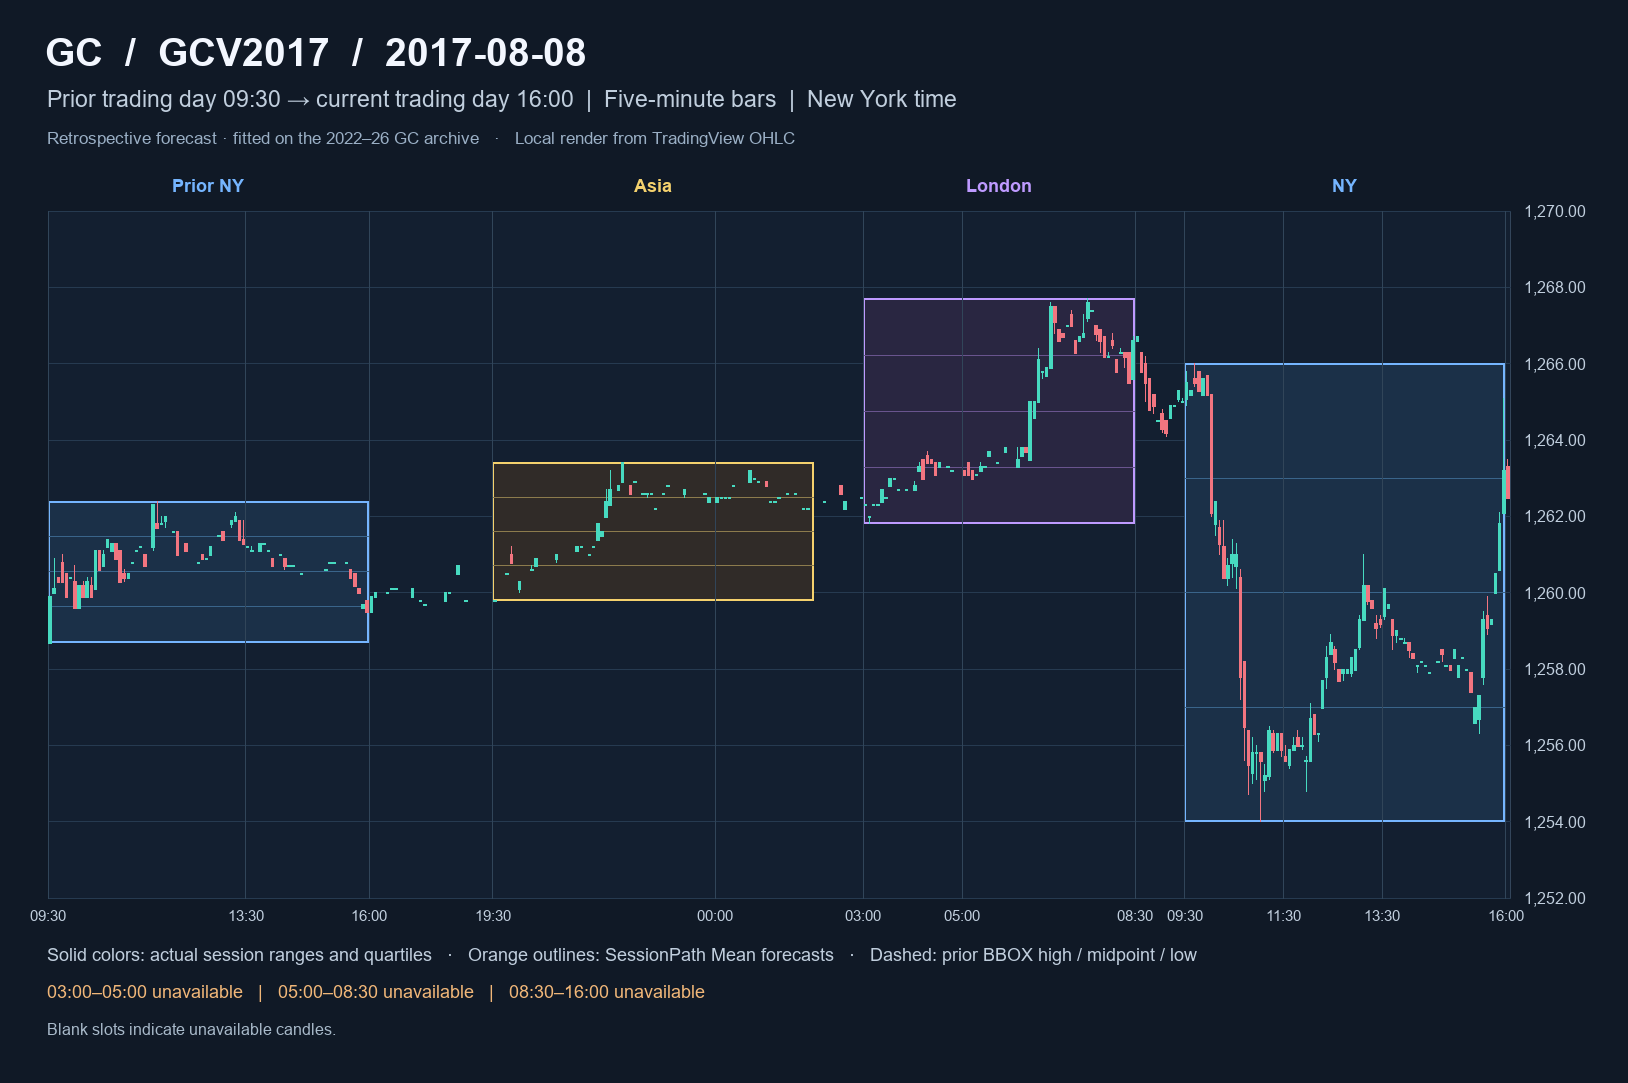 GC / GCV2017 / 2017-08-08
Prior trading day 09:30 → current trading day 16:00 | Five-minute bars | New York time
Retrospective forecast · fitted on the 2022–26 GC archive · Local render from TradingView OHLC
Prior NY Asia London NY
1,270.00
1,268.00
1,266.00
1,264.00
1,262.00
1,260.00
1,258.00
1,256.00
1,254.00
1,252.00
09:30 13:30 16:00 19:30 00:00 03:00 05:00 08:30 09:30 11:30 13:30 16:00
Solid colors: actual session ranges and quartiles · Orange outlines: SessionPath Mean forecasts · Dashed: prior BBOX high / midpoint / low
03:00–05:00 unavailable | 05:00–08:30 unavailable | 08:30–16:00 unavailable
Blank slots indicate unavailable candles.